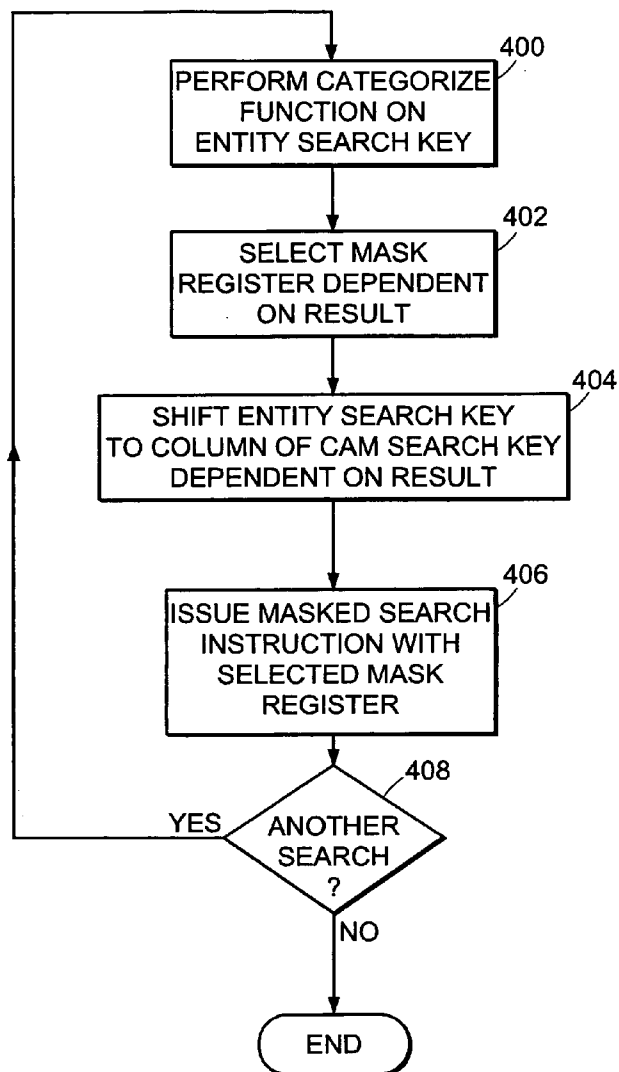 400
PERFORM CATEGORIZE
FUNCTION ON
ENTITY SEARCH KEY
402
SELECT MASK
REGISTER DEPENDENT
ON RESULT
404
SHIFT ENTITY SEARCH KEY
TO COLUMN OF CAM SEARCH KEY
DEPENDENT ON RESULT
406
ISSUE MASKED SEARCH
INSTRUCTION WITH
SELECTED MASK
REGISTER
408
YES
ANOTHER
SEARCH
?
NO
END